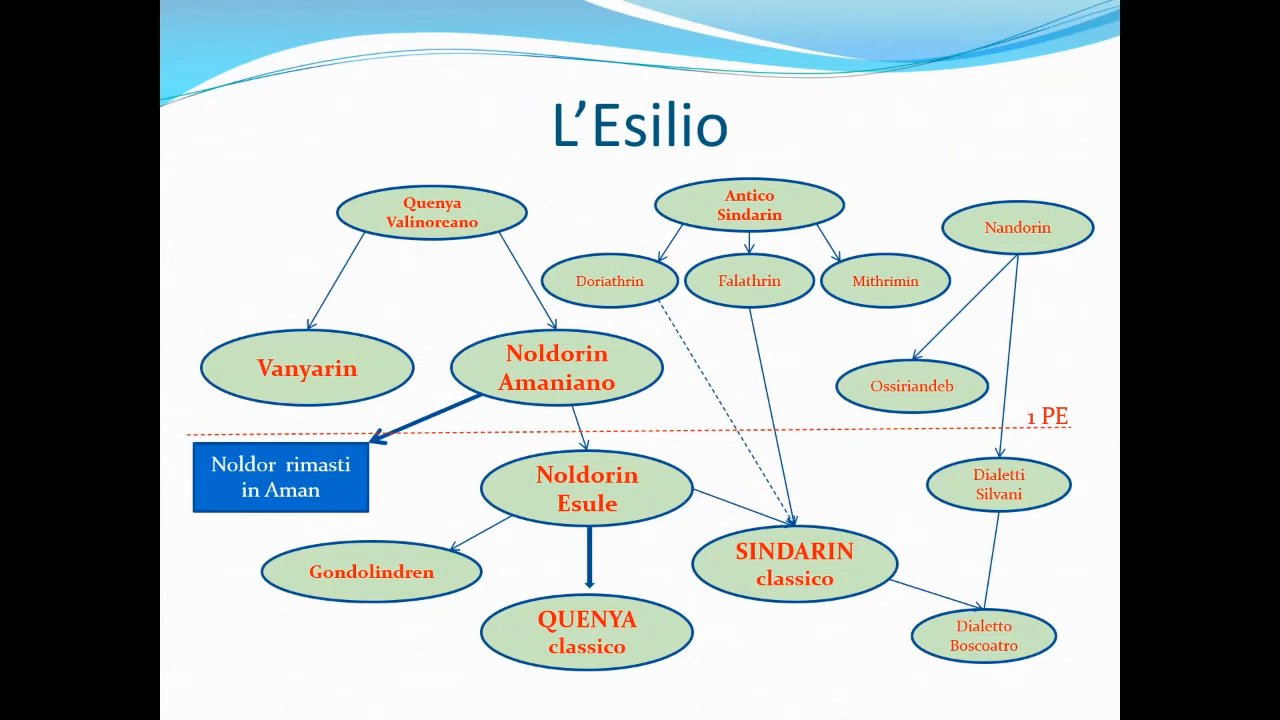 L'Esilio
Quenya
Valinoreano
Antico
Sindarin
Nandorin
Doriathrin
Falathrin
Mithrimin
Vanyarin
Noldorin
Amaniano
Ossiriandeb
1 PE
Noldor rimasti
in Aman
Noldorin
Esule
Dialetti
Silvani
Gondolindren
SINDARIN
classico
QUENYA
classico
Dialetto
Boscoatro